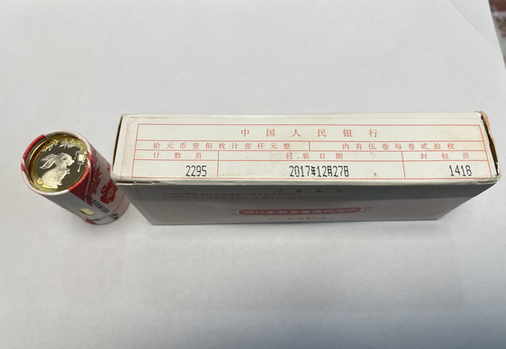 中国人民银行
拾元币壹佰枚计壹仟元整 内有伍卷每卷贰拾枚
计数员 付、装日期 封包员
2295 2017年12月27日 1418